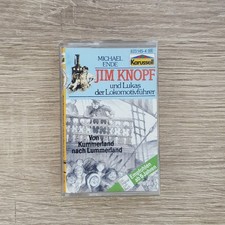 MICHAEL
ENDE
Karussell
JIM KNOPF
und Lukas
der Lokomotivführer
Von
Kummerland
nach Lummerland